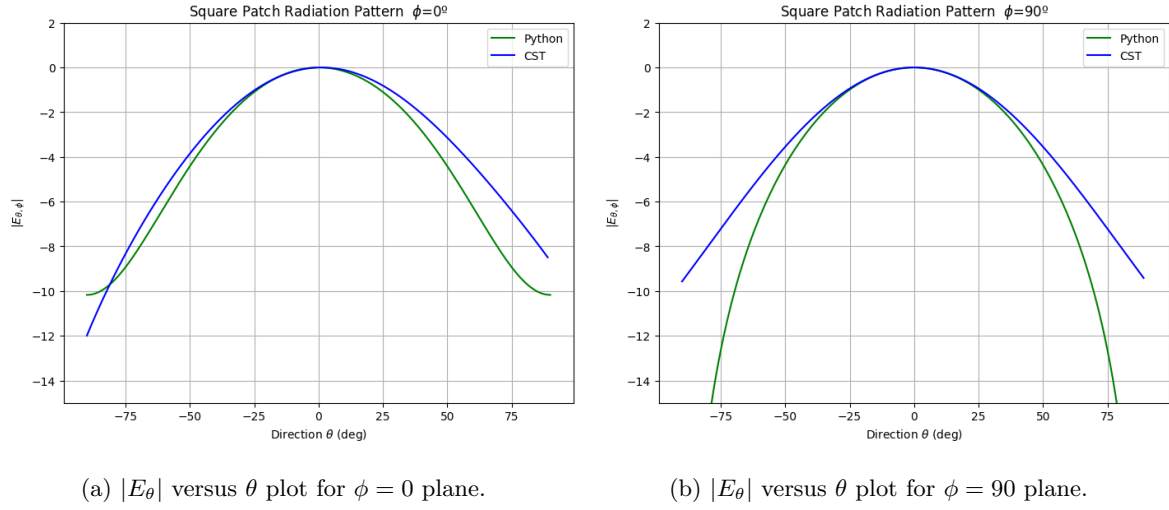 Square Patch Radiation Pattern ϕ=0º
2
0
−2
−4
−6
−8
−10
−12
−14
|E_{θ,ϕ}|
Python
CST
−75
−50
−25
0
25
50
75
Direction θ (deg)
(a) |E_θ| versus θ plot for ϕ = 0 plane.
Square Patch Radiation Pattern ϕ=90º
2
0
−2
−4
−6
−8
−10
−12
−14
|E_{θ,ϕ}|
Python
CST
−75
−50
−25
0
25
50
75
Direction θ (deg)
(b) |E_θ| versus θ plot for ϕ = 90 plane.